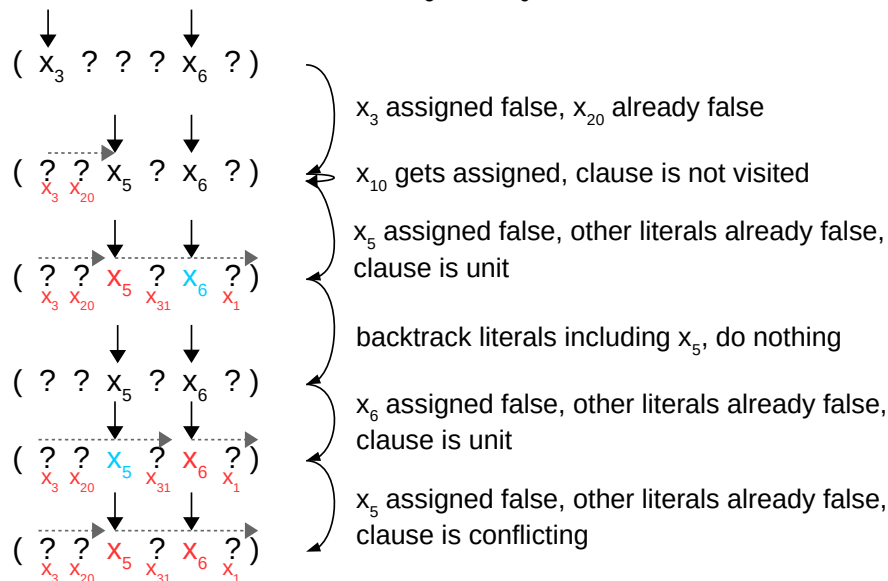 ( x₃ ? ? ? x₆ ? )
x₃ assigned false, x₂₀ already false
( ? ? x₅ ? x₆ ? )
x₃ x₂₀
x₁₀ gets assigned, clause is not visited
x₅ assigned false, other literals already false,
clause is unit
( ? ? x₅ ? x₆ ? )
x₃ x₂₀ x₃₁ x₁
backtrack literals including x₅, do nothing
( ? ? x₅ ? x₆ ? )
x₆ assigned false, other literals already false,
clause is unit
( ? ? x₅ ? x₆ ? )
x₃ x₂₀ x₃₁ x₁
x₅ assigned false, other literals already false,
clause is conflicting
( ? ? x₅ ? x₆ ? )
x₃ x₂₀ x₃₁ x₁